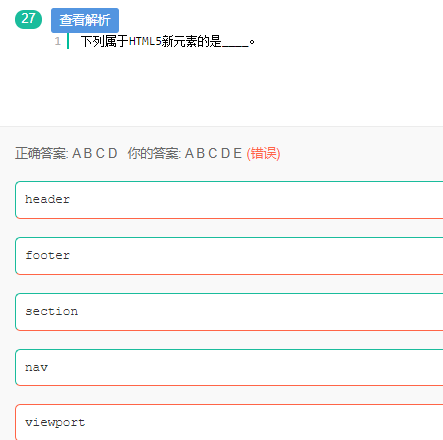 27 查看解析
1 下列属于HTML5新元素的是____。
正确答案: A B C D 你的答案: A B C D E (错误)
header
footer
section
nav
viewport